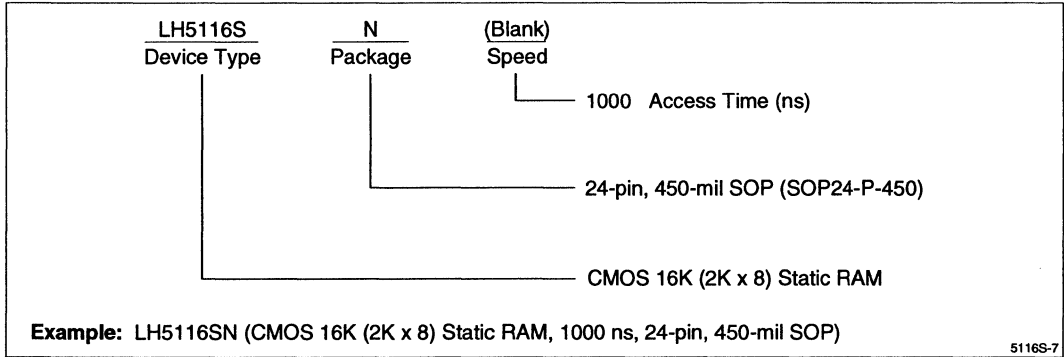 LH5116S N (Blank)
Device Type Package Speed
1000 Access Time (ns)
24-pin, 450-mil SOP (SOP24-P-450)
CMOS 16K (2K x 8) Static RAM
Example: LH5116SN (CMOS 16K (2K x 8) Static RAM, 1000 ns, 24-pin, 450-mil SOP)
5116S-7